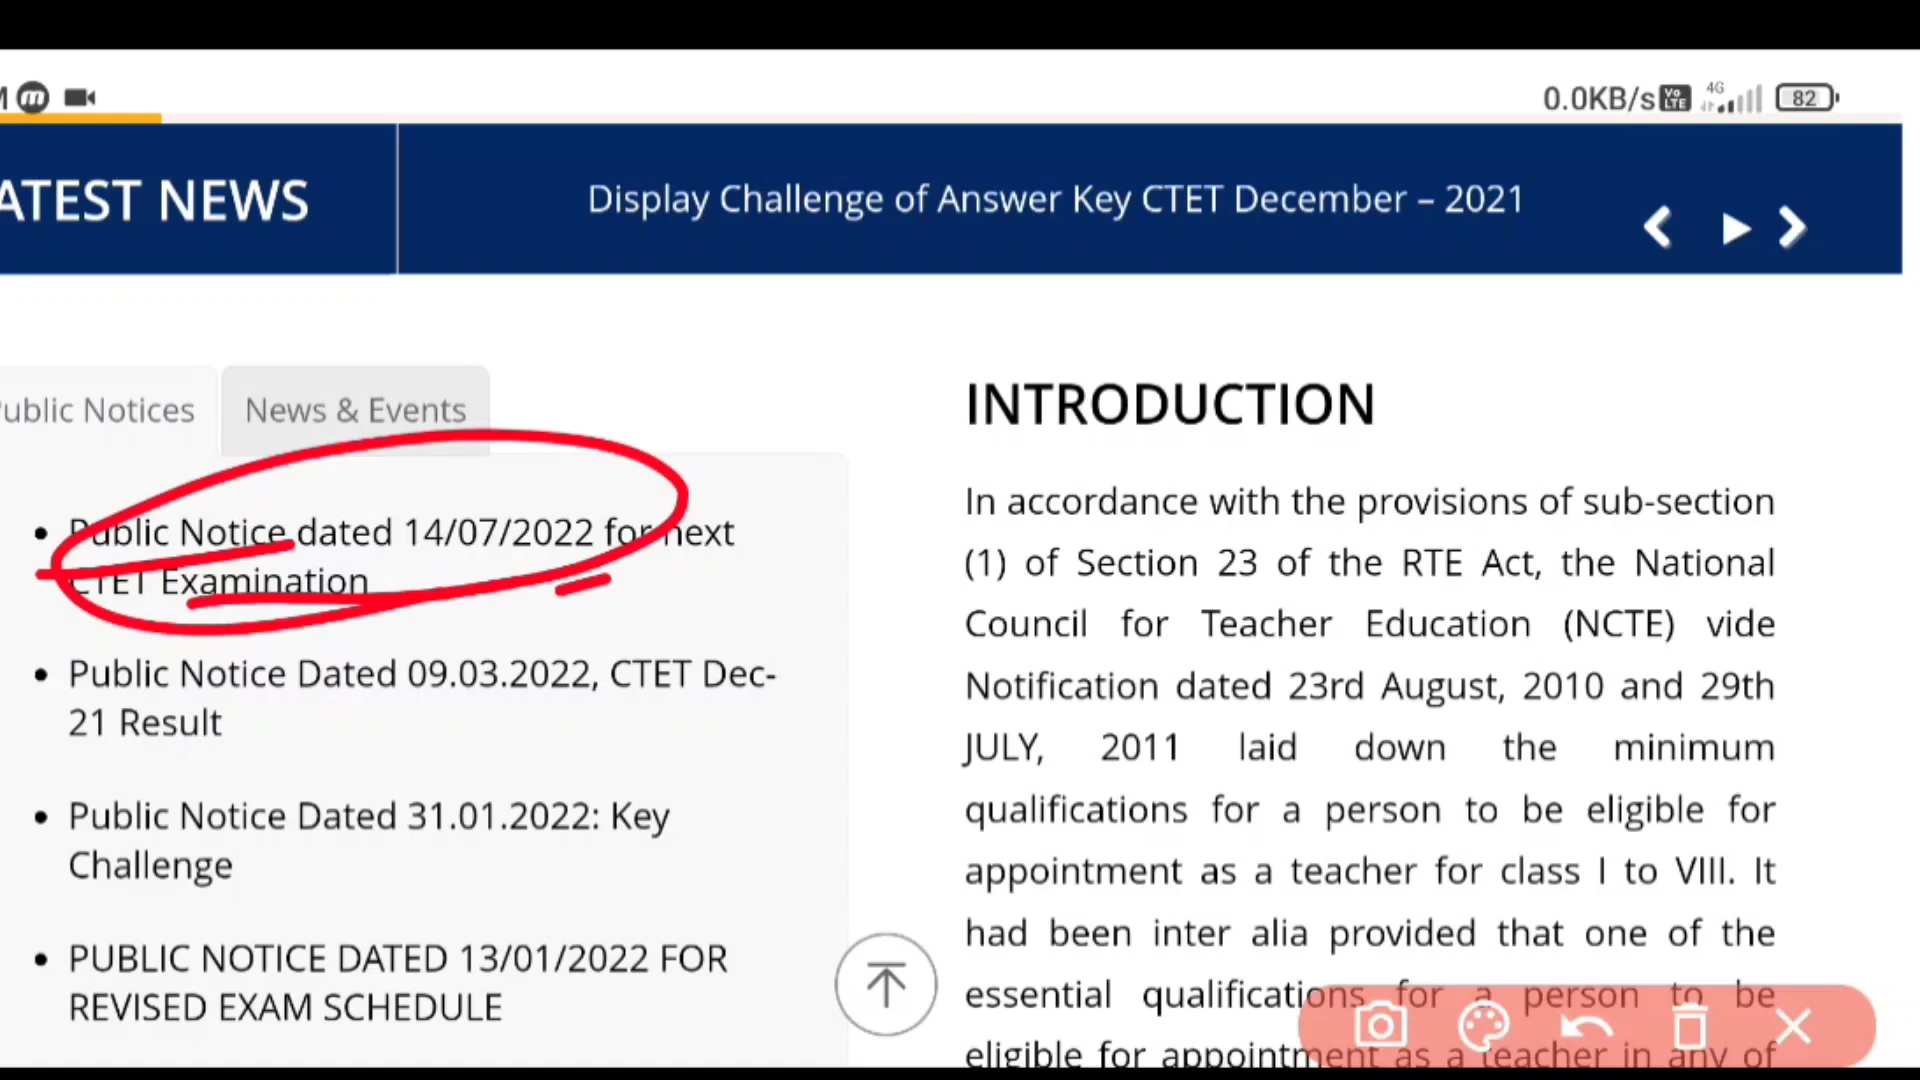 0.0KB/s Vo LTE 4G 82
ATEST NEWS
Display Challenge of Answer Key CTET December – 2021
ublic Notices
News & Events
Public Notice dated 14/07/2022 for next
CTET Examination
Public Notice Dated 09.03.2022, CTET Dec-
21 Result
Public Notice Dated 31.01.2022: Key
Challenge
PUBLIC NOTICE DATED 13/01/2022 FOR
REVISED EXAM SCHEDULE
INTRODUCTION
In accordance with the provisions of sub-section
(1) of Section 23 of the RTE Act, the National
Council for Teacher Education (NCTE) vide
Notification dated 23rd August, 2010 and 29th
JULY, 2011 laid down the minimum
qualifications for a person to be eligible for
appointment as a teacher for class I to VIII. It
had been inter alia provided that one of the
essential qualifications for a person to be
eligible for appointment as a teacher in any of